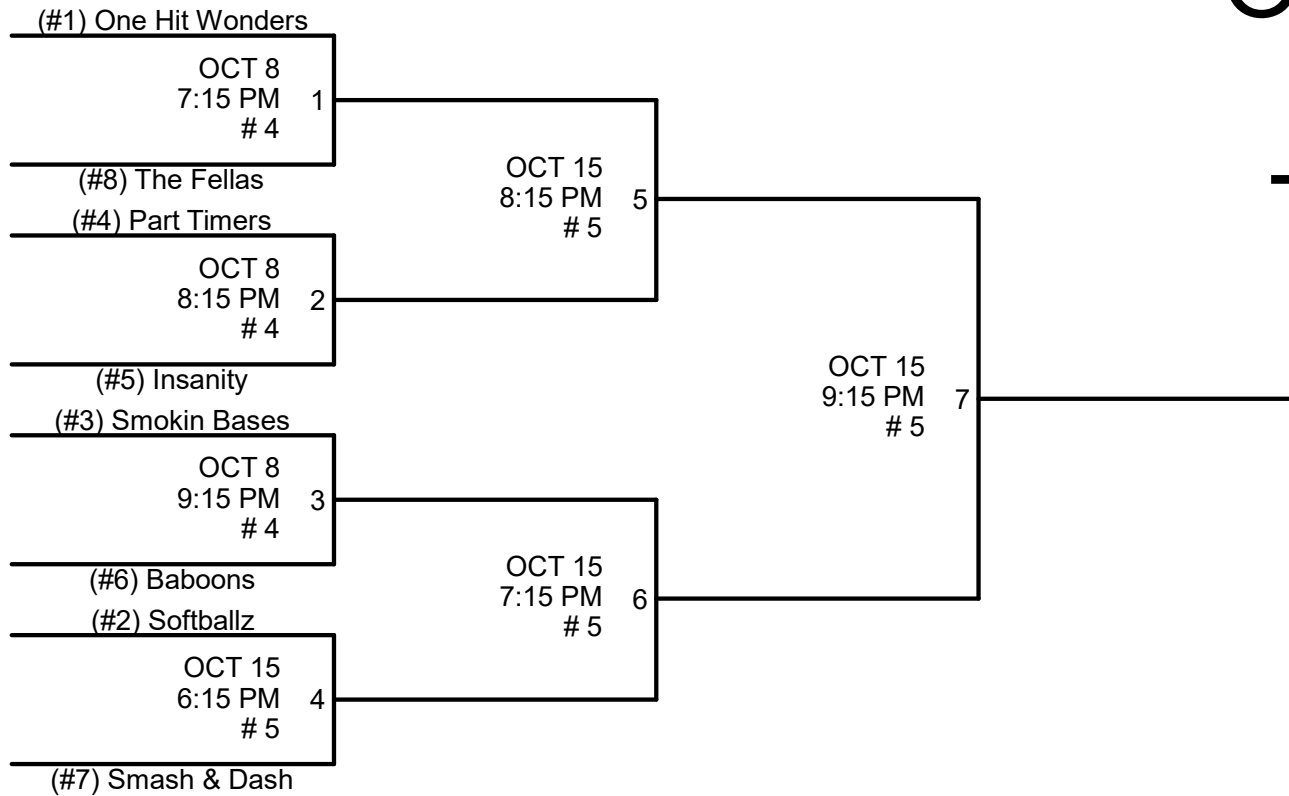 (#1) One Hit Wonders
OCT 8
7:15 PM
# 4
1
(#8) The Fellas
(#4) Part Timers
OCT 8
8:15 PM
# 4
2
(#5) Insanity
(#3) Smokin Bases
OCT 8
9:15 PM
# 4
3
(#6) Baboons
(#2) Softballz
OCT 15
6:15 PM
# 5
4
(#7) Smash & Dash
OCT 15
8:15 PM
# 5
5
OCT 15
7:15 PM
# 5
6
OCT 15
9:15 PM
# 5
7